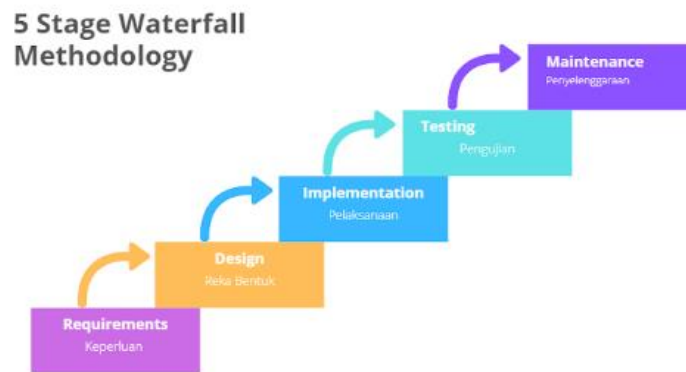 5 Stage Waterfall
Methodology
Maintenance
Penyelenggaraan
Testing
Pengujian
Implementation
Pelaksanaan
Design
Reka Bentuk
Requirements
Keperluan